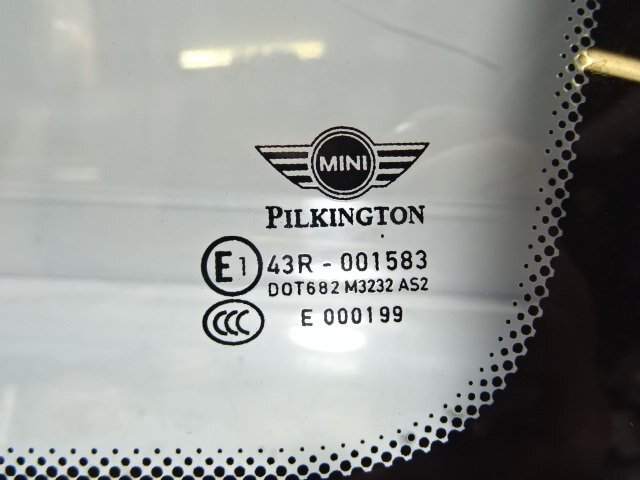 MINI
PILKINGTON
E1 43R - 001583
DOT682 M3232 AS2
CCC E 000199